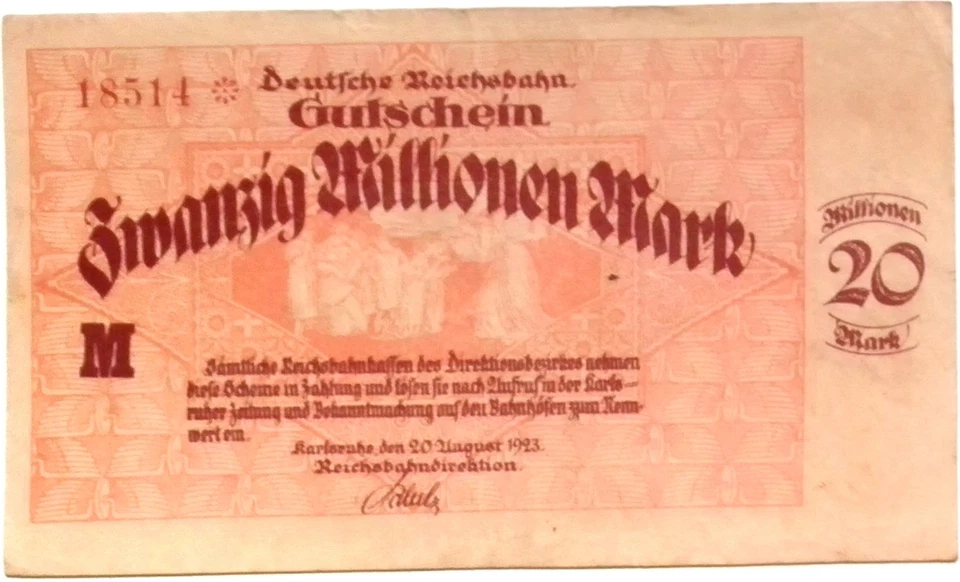 18514 *
Deutsche Reichsbahn.
Gutschein
Zwanzig Millionen Mark
Millionen
20
Mark
M
Sämtliche Reichsbahnkassen des Direktionsbezirkes nehmen
diese Scheine in Zahlung und lösen sie nach Aufruf in der Karls-
ruher Zeitung und Bekanntmachung auf den Bahnhöfen zum Nenn-
wert ein.
Karlsruhe, den 20 August 1923.
Reichsbahndirektion.